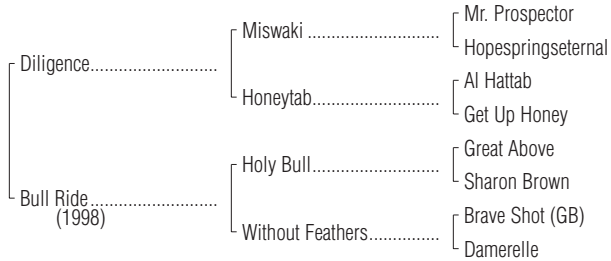 Mr. Prospector
Miswaki ......................................
Hopespringseternal
Diligence...........................
Al Hattab
Honeytab..........................
Get Up Honey
Great Above
Holy Bull...........................
Sharon Brown
Bull Ride...........................
(1998)
Brave Shot (GB)
Without Feathers...............
Damerelle